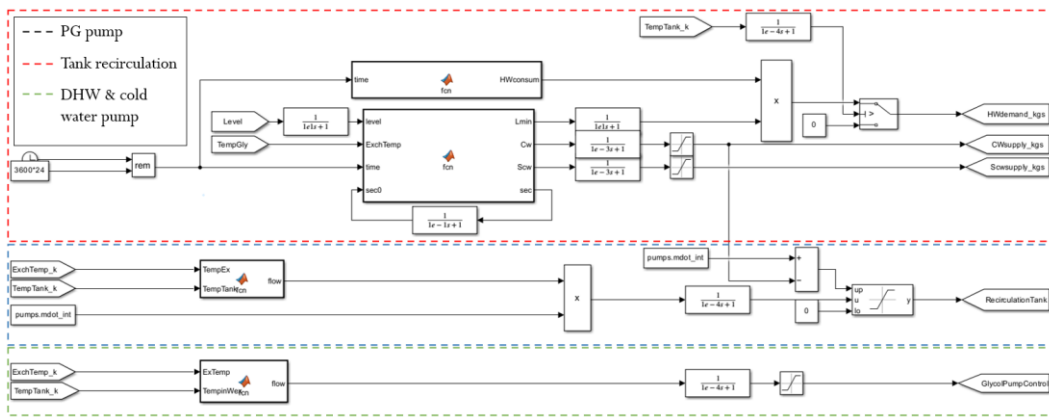 PG pump
Tank recirculation
DHW & cold
water pump
TempTank_k
1
1e-4s+1
time
fcn
HWconsum
x
0
>
HWdemand_kgs
Level
1
1e1s+1
TempGly
level
ExchTemp
time
sec0
fcn
Lmin
Cw
Scw
sec
1
1e1s+1
1
1e-3s+1
1
1e-3s+1
CWsupply_kgs
Scwsupply_kgs
3600*24
rem
1
1e-1s+1
ExchTemp_k
TempTank_k
pumps.mdot_int
TempEx
TempTank
fcn
flow
x
1
1e-4s+1
pumps.mdot_int
+
-
0
up
u
lo
y
RecirculationTank
ExchTemp_k
TempTank_k
ExTemp
fcn
flow
1
1e-4s+1
GlycolPumpControl